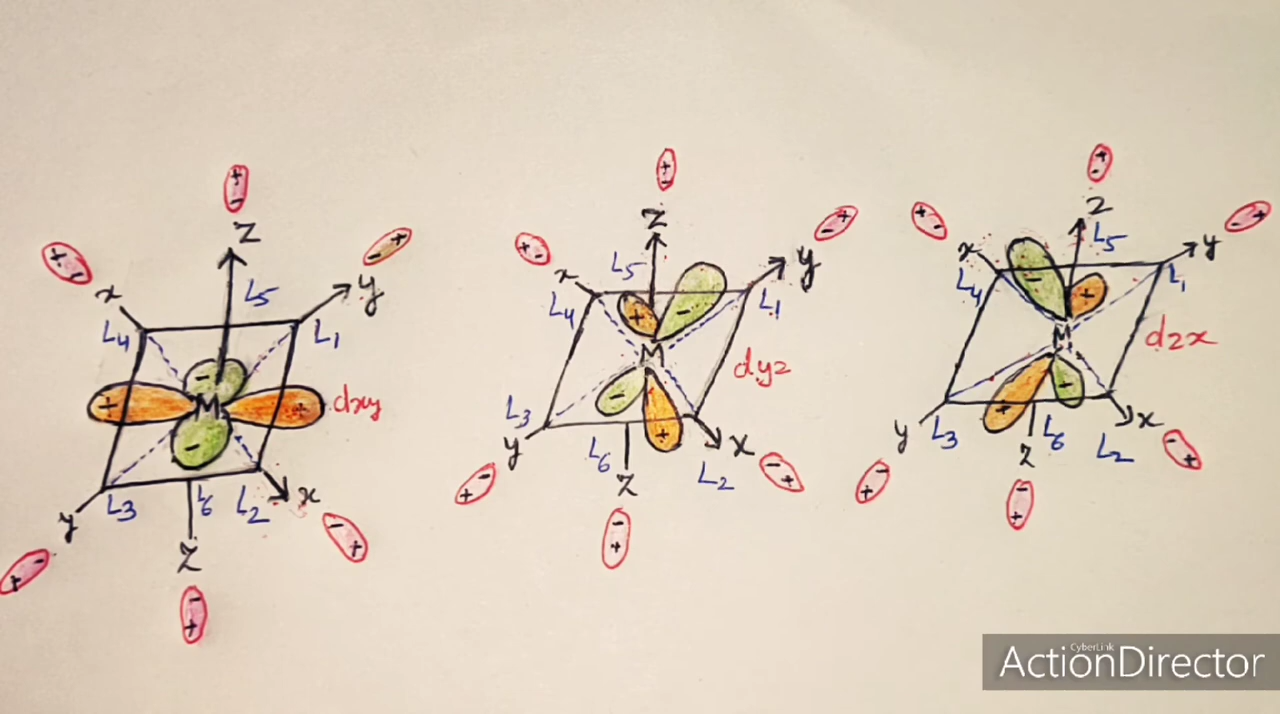 +
-
Z
+
-
x
+
-
y
L5
L4
L1
-
+
M
+
dxy
-
L3
L6
L2
x
y
Z
-
+
-
+
-
+
+
-
Z
+
-
x
+
-
y
L5
L4
L1
+
-
M
dyz
-
+
L3
y
L6
x
L2
Z
-
+
-
+
-
+
+
-
Z
+
-
x
+
-
y
L5
L4
L1
-
+
M
dzx
+
-
y
L3
L6
L2
x
Z
-
+
-
+
-
+
CyberLink
ActionDirector